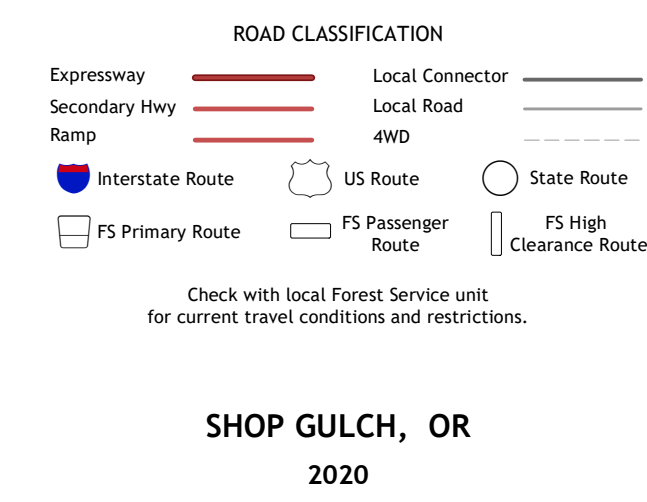 ROAD CLASSIFICATION
Expressway
Local Connector
Secondary Hwy
Local Road
Ramp
4WD
Interstate Route
US Route
State Route
FS Primary Route
FS Passenger
Route
FS High
Clearance Route
Check with local Forest Service unit
for current travel conditions and restrictions.
SHOP GULCH, OR
2020